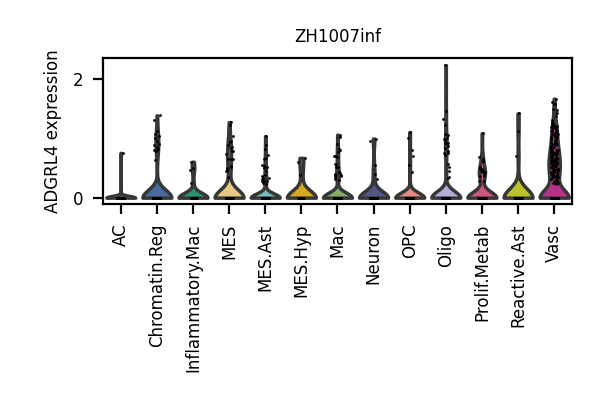 ZH1007inf
ADGRL4 expression
2
0
AC
Chromatin.Reg
Inflammatory.Mac
MES
MES.Ast
MES.Hyp
Mac
Neuron
OPC
Oligo
Prolif.Metab
Reactive.Ast
Vasc